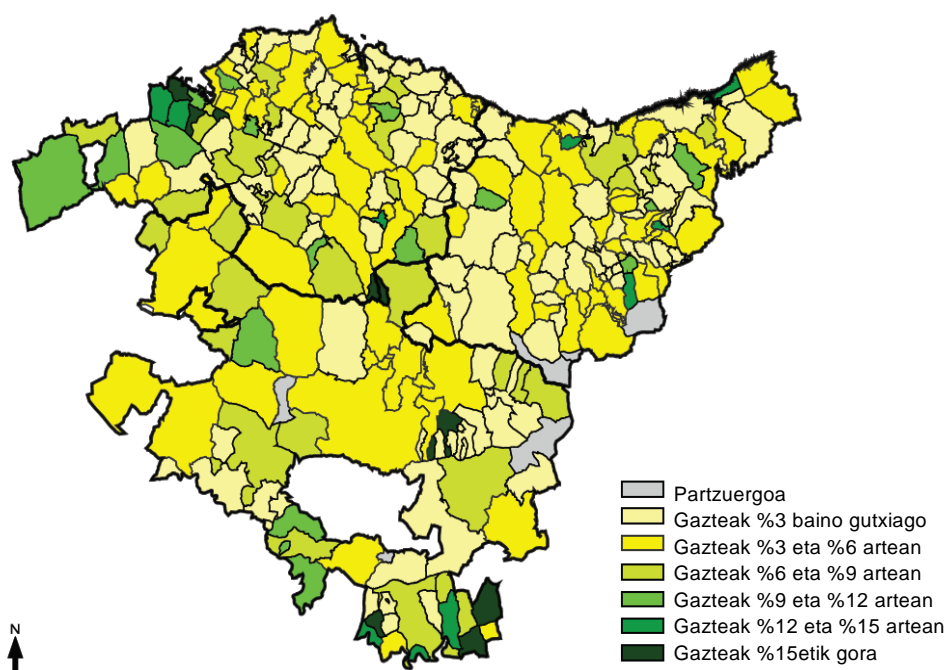 Partzuergoa
Gazteak %3 baino gutxiago
Gazteak %3 eta %6 artean
Gazteak %6 eta %9 artean
Gazteak %9 eta %12 artean
Gazteak %12 eta %15 artean
Gazteak %15etik gora
N